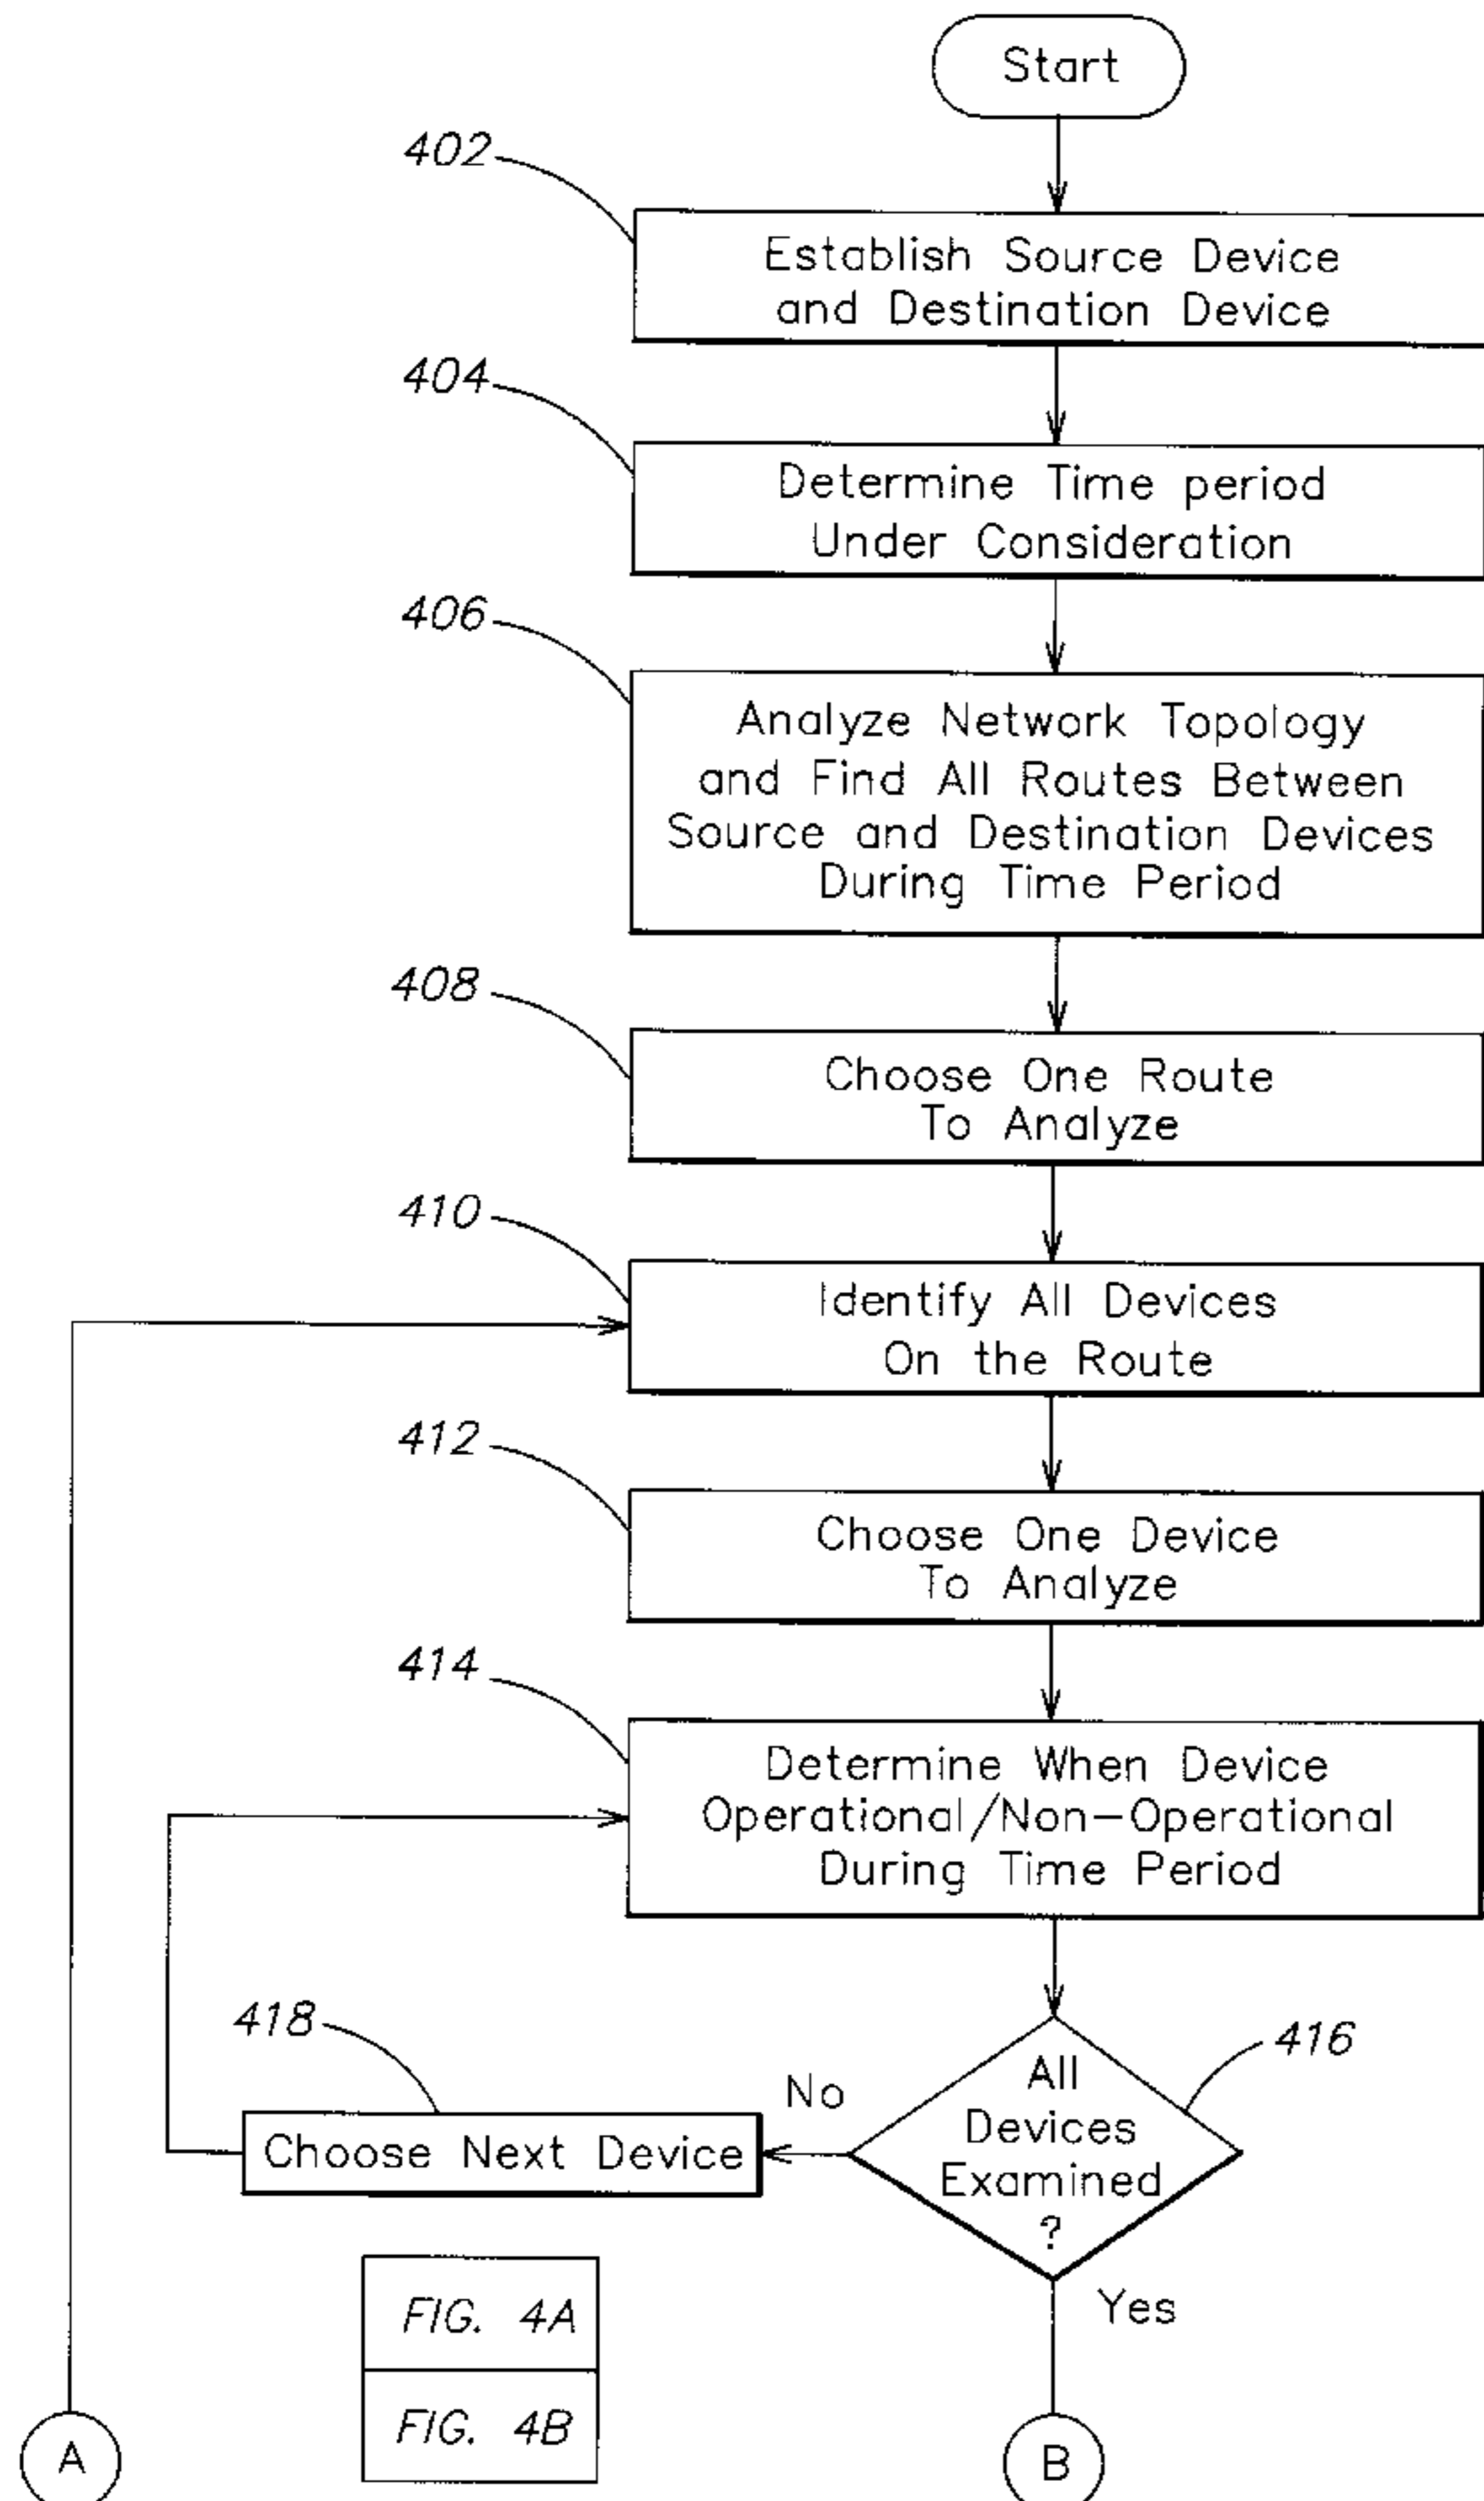 Start
402
Establish Source Device
and Destination Device
404
Determine Time period
Under Consideration
406
Analyze Network Topology
and Find All Routes Between
Source and Destination Devices
During Time Period
408
Choose One Route
To Analyze
410
Identify All Devices
On the Route
412
Choose One Device
To Analyze
414
Determine When Device
Operational/Non-Operational
During Time Period
418
416
All
Devices
Examined
?
No
Choose Next Device
Yes
FIG. 4A
FIG. 4B
A
B